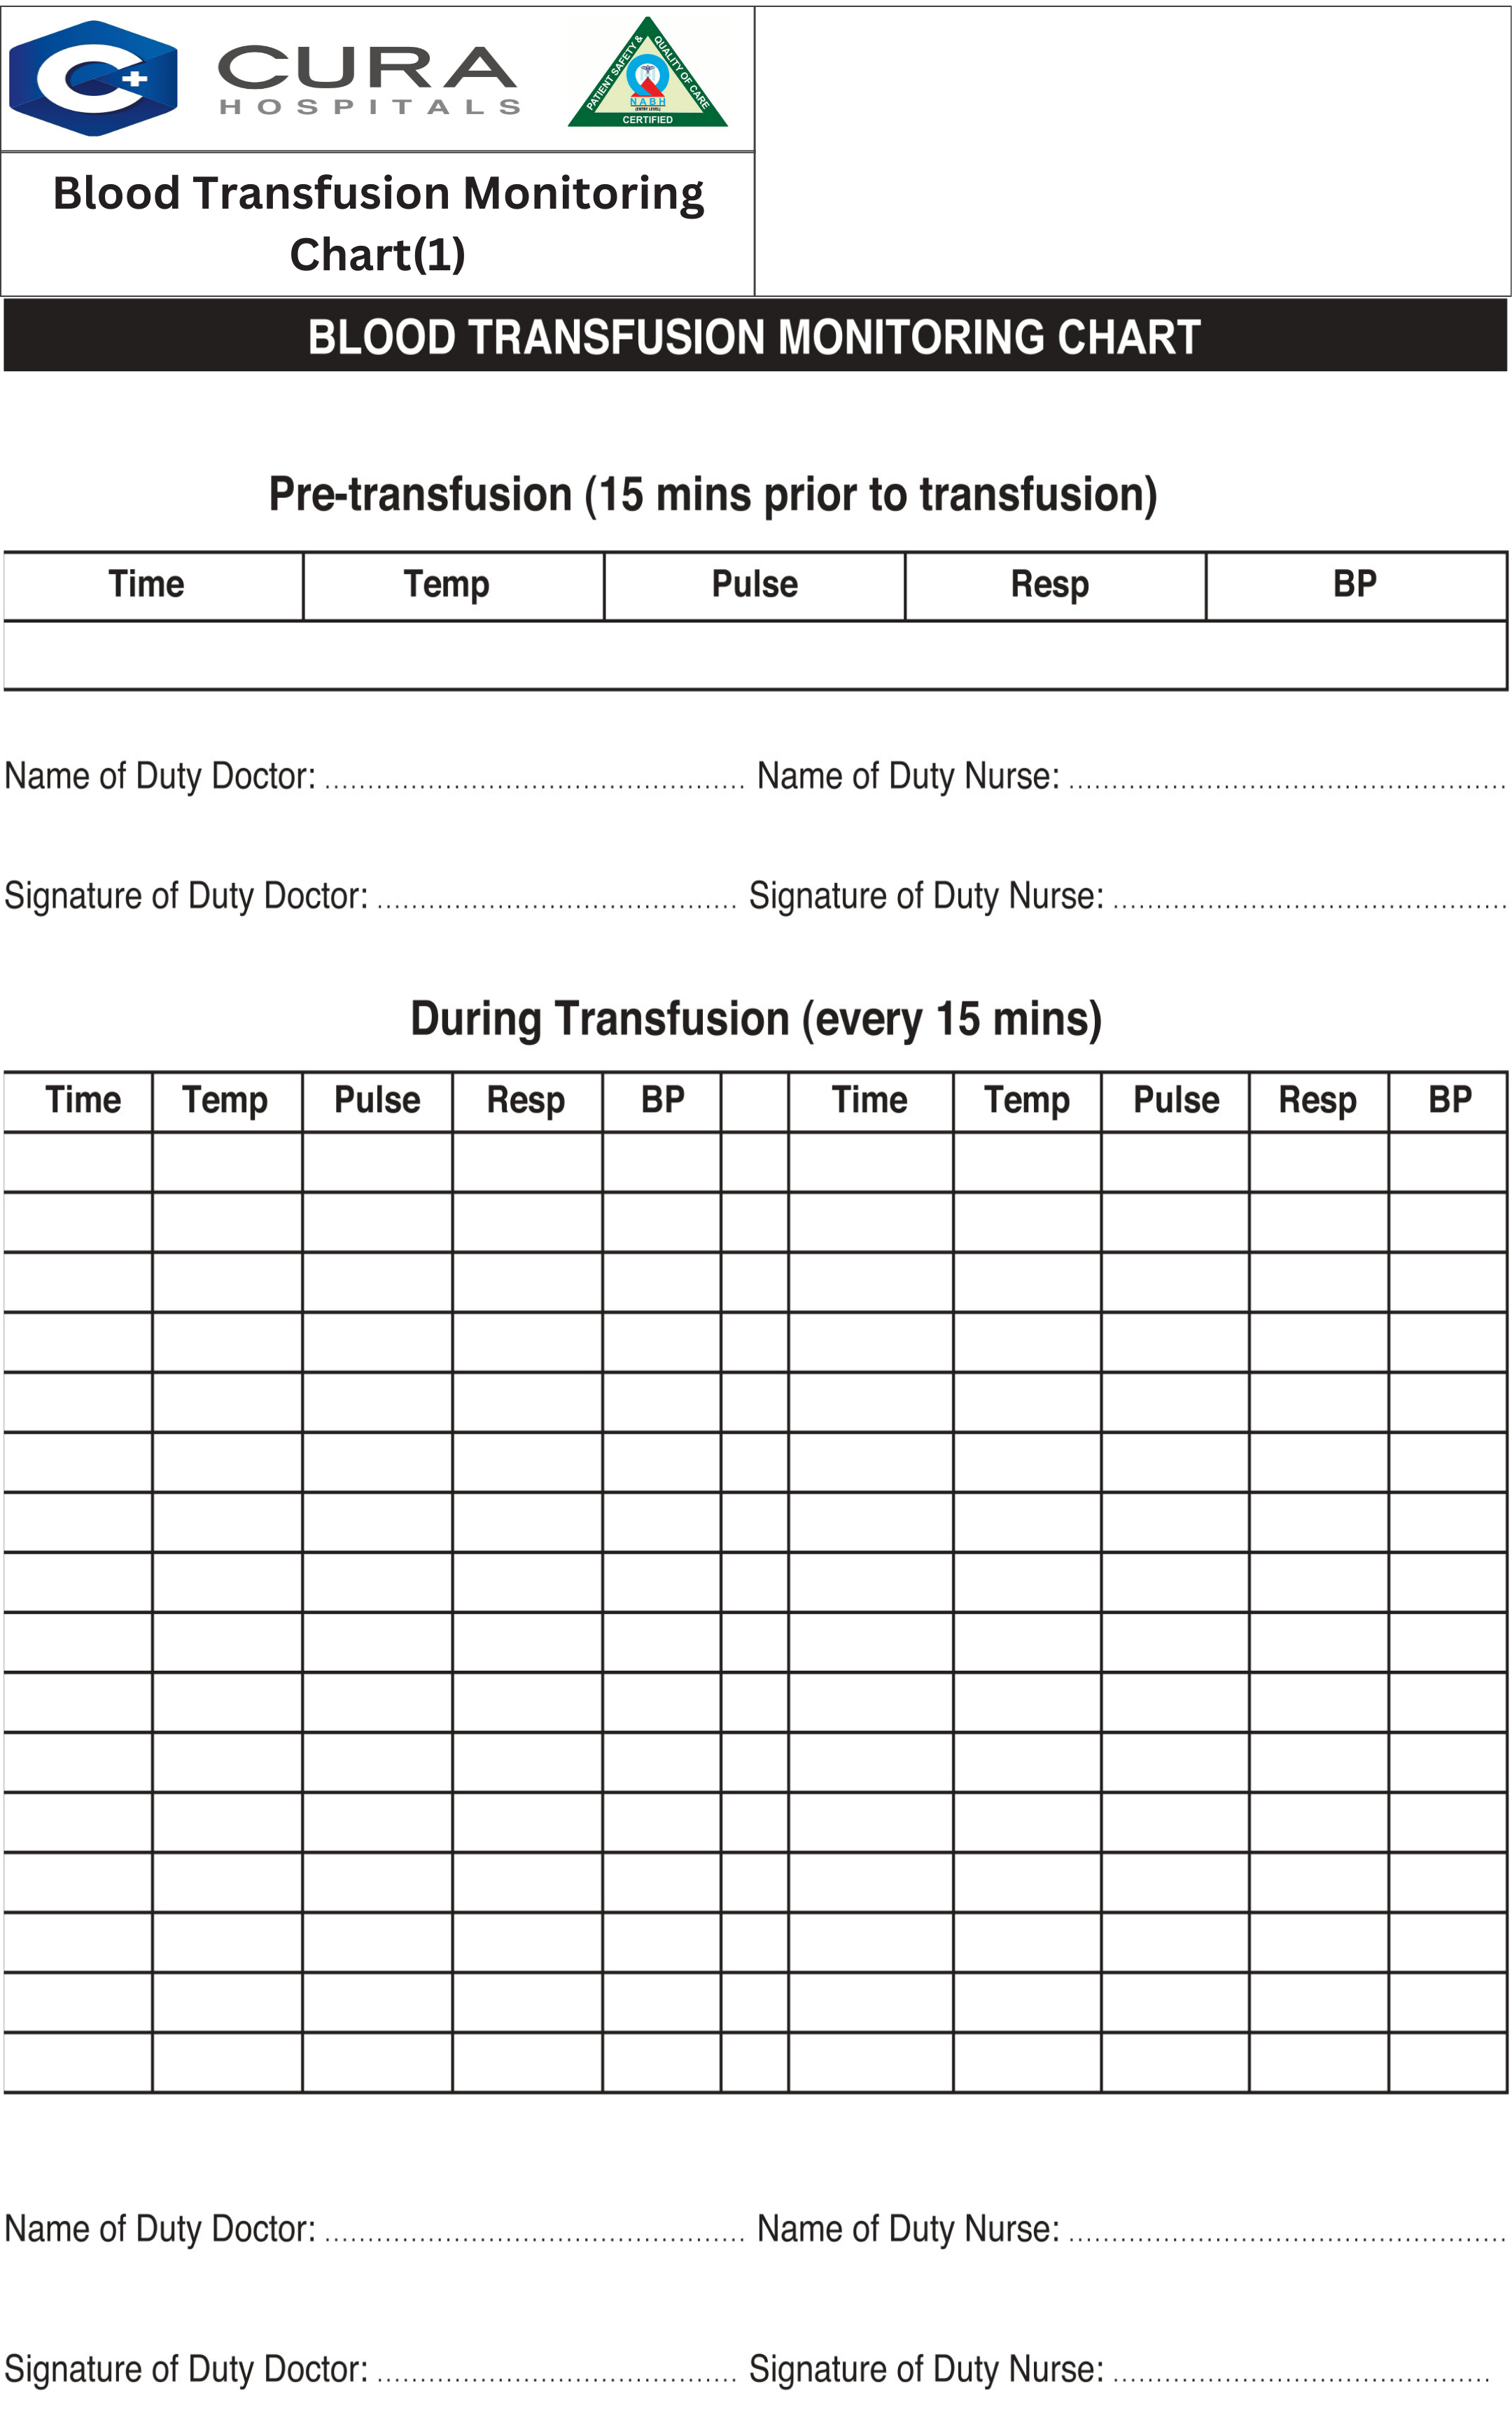 CURA
HOSPITALS
PATIENT SAFETY & QUALITY OF CARE
NABH
(ENTRY LEVEL)
CERTIFIED
Blood Transfusion Monitoring
Chart(1)
BLOOD TRANSFUSION MONITORING CHART
Pre-transfusion (15 mins prior to transfusion)
Time Temp Pulse Resp BP
Name of Duty Doctor: ................................................ Name of Duty Nurse: ..................................................
Signature of Duty Doctor: ......................................... Signature of Duty Nurse: .............................................
During Transfusion (every 15 mins)
Time Temp Pulse Resp BP Time Temp Pulse Resp BP
Name of Duty Doctor: ................................................ Name of Duty Nurse: ..................................................
Signature of Duty Doctor: ......................................... Signature of Duty Nurse: ...........................................